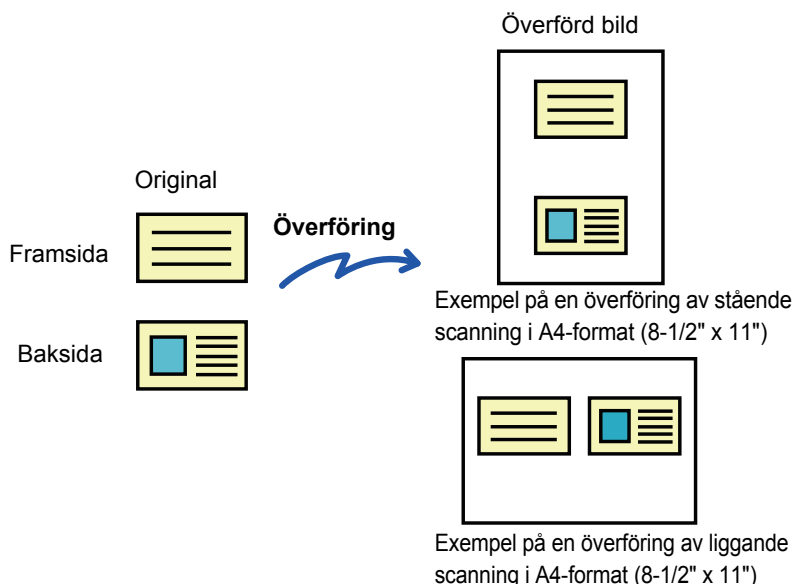 Överförd bild
Original
Framsida
Överföring
Baksida
Exempel på en överföring av stående
scanning i A4-format (8-1/2" x 11")
Exempel på en överföring av liggande
scanning i A4-format (8-1/2" x 11")